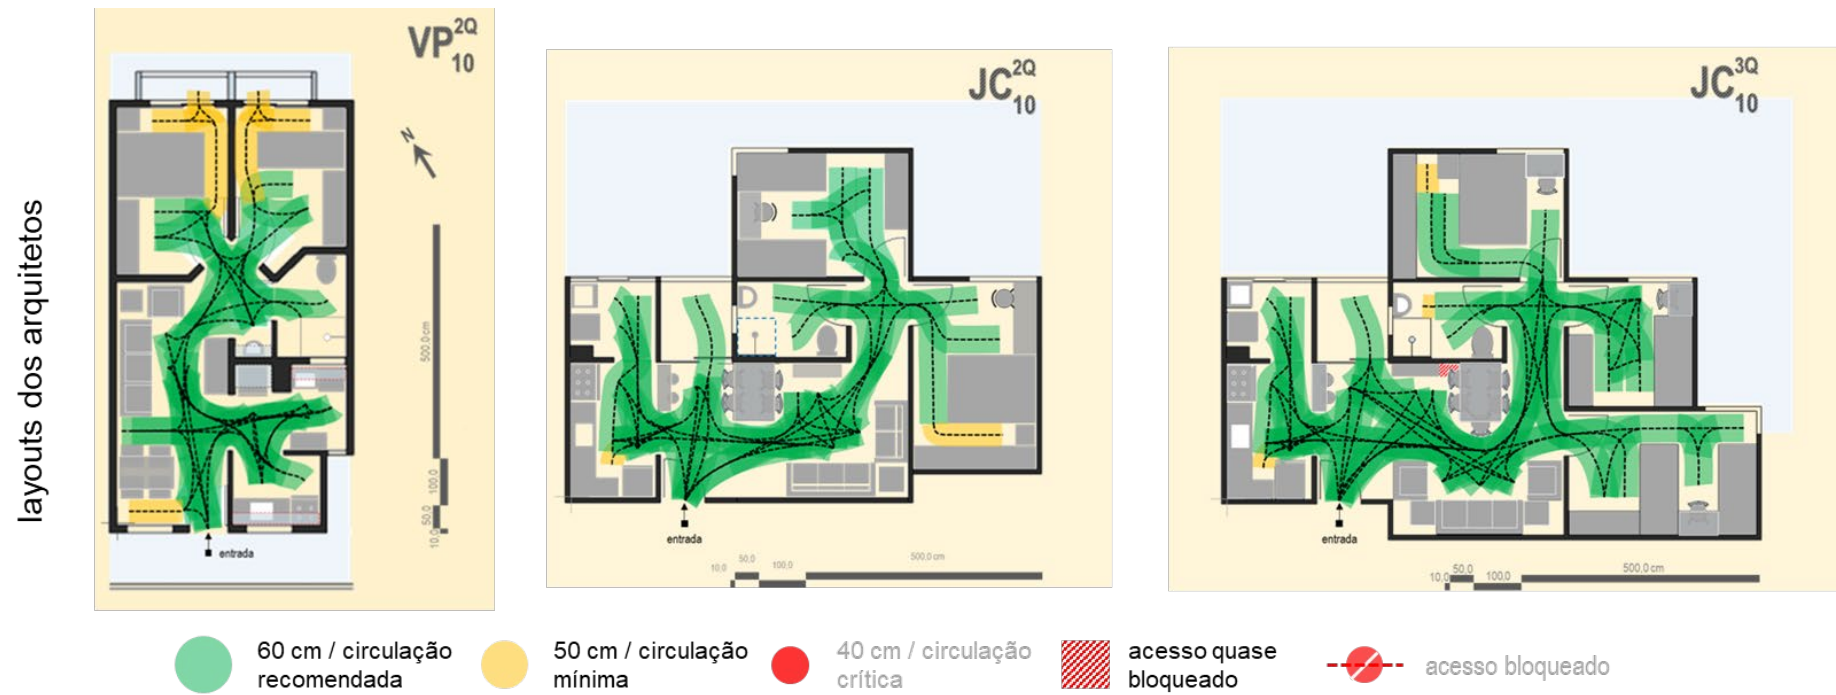 layouts dos arquitetos
VP 2Q 10
N
500,0cm
100,0
50,0
10,0
entrada
JC 2Q 10
entrada
10,0 50,0 100,0 500,0 cm
JC 3Q 10
entrada
10,0 50,0 100,0 500,0 cm
60 cm / circulação
recomendada
50 cm / circulação
mínima
40 cm / circulação
crítica
acesso quase
bloqueado
acesso bloqueado